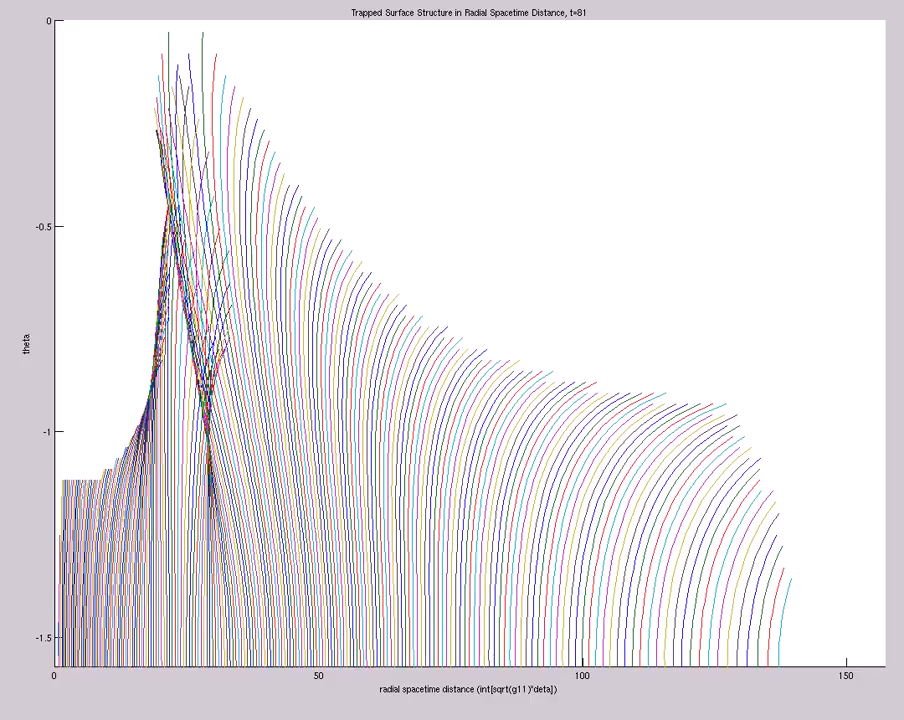 Trapped Surface Structure in Radial Spacetime Distance, t=81
0
-0.5
theta
-1
-1.5
0
50
100
150
radial spacetime distance (int[sqrt(g11)*deta])